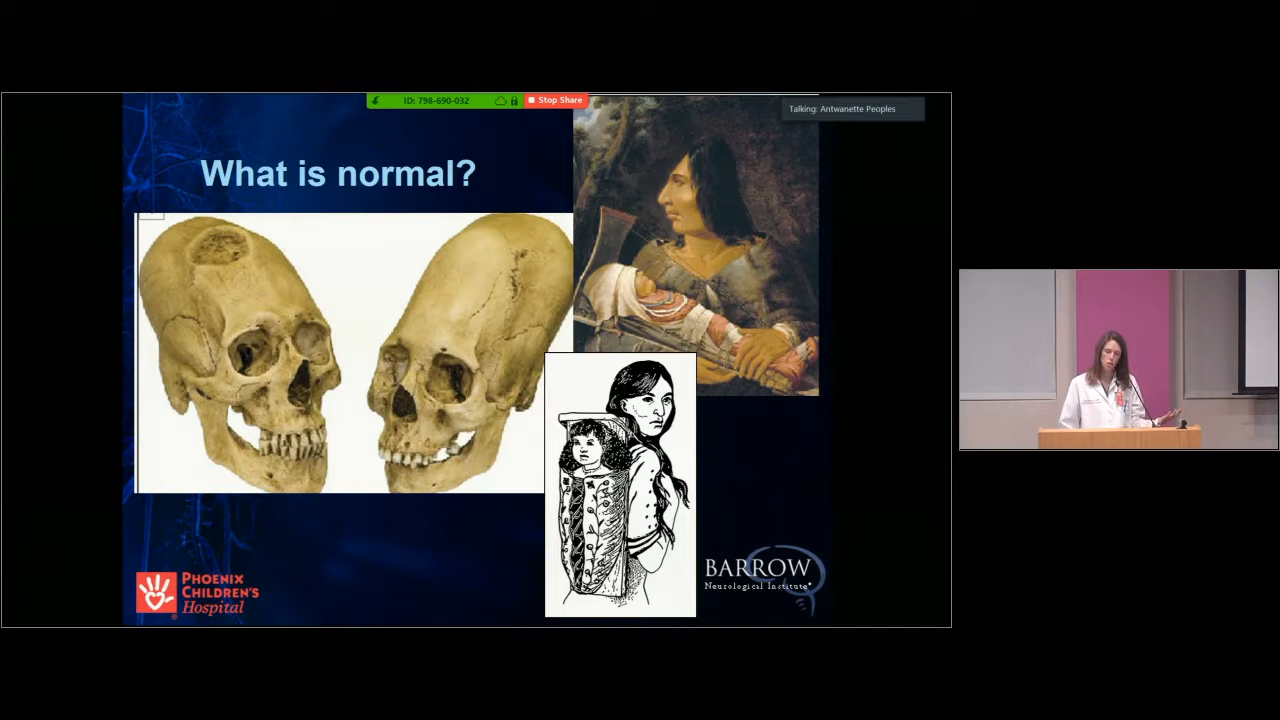 ID: 798-690-032
Stop Share
Talking: Antwanette Peoples
What is normal?
PHOENIX
CHILDREN'S
Hospital
®
BARROW
Neurological Institute®